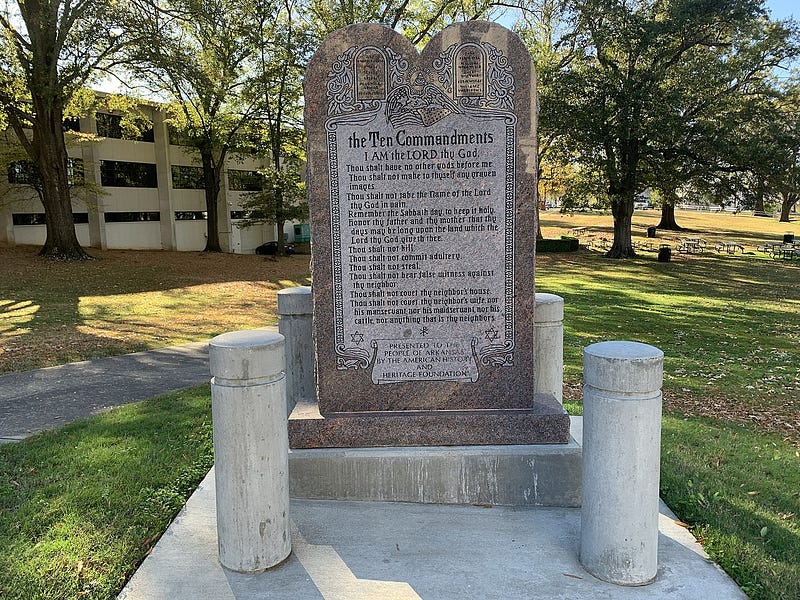 the Ten Commandments
I AM the LORD thy God.
Thou shalt have no other gods before me.
Thou shalt not make to thyself any graven
images.
Thou shalt not take the Name of the Lord
thy God in vain.
Remember the Sabbath day, to keep it holy.
Honor thy father and thy mother that thy
days may be long upon the land which the
Lord thy God giveth thee.
Thou shalt not kill.
Thou shalt not commit adultery.
Thou shalt not steal.
Thou shalt not bear false witness against
thy neighbor.
Thou shalt not covet thy neighbor's house.
Thou shalt not covet thy neighbor's wife nor
his manservant nor his maidservant nor his
cattle nor anything that is thy neighbor's.
PRESENTED TO THE
PEOPLE OF ARKANSAS
BY THE AMERICAN HISTORY
AND
HERITAGE FOUNDATION